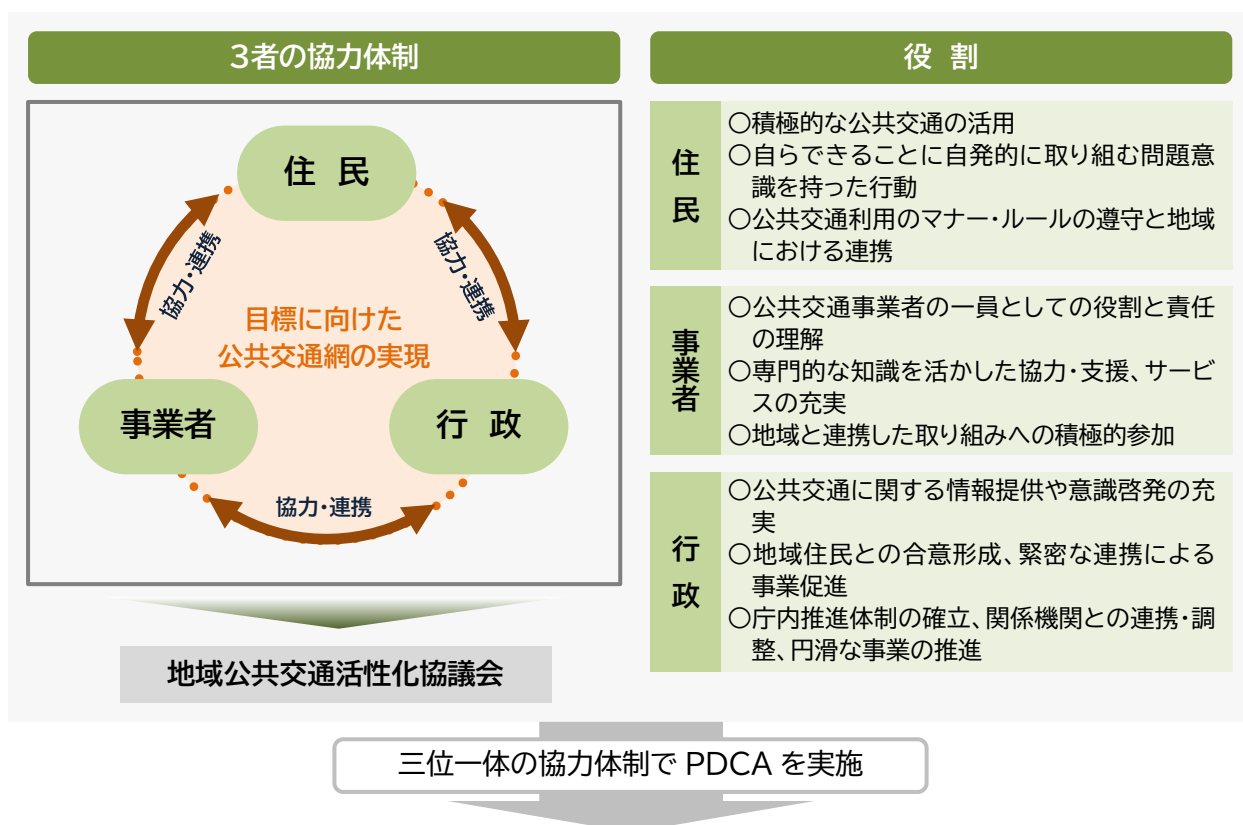 3者の協力体制
住 民
協力・連携
協力・連携
目標に向けた
公共交通網の実現
事業者
行 政
協力・連携
地域公共交通活性化協議会
役 割
住
民
○積極的な公共交通の活用
○自らできることに自発的に取り組む問題意
識を持った行動
○公共交通利用のマナー・ルールの遵守と地域
における連携
事業者
○公共交通事業者の一員としての役割と責任
の理解
○専門的な知識を活かした協力・支援、サービ
スの充実
○地域と連携した取り組みへの積極的参加
行
政
○公共交通に関する情報提供や意識啓発の充
実
○地域住民との合意形成、緊密な連携による
事業促進
○庁内推進体制の確立、関係機関との連携・調
整、円滑な事業の推進
三位一体の協力体制で PDCA を実施